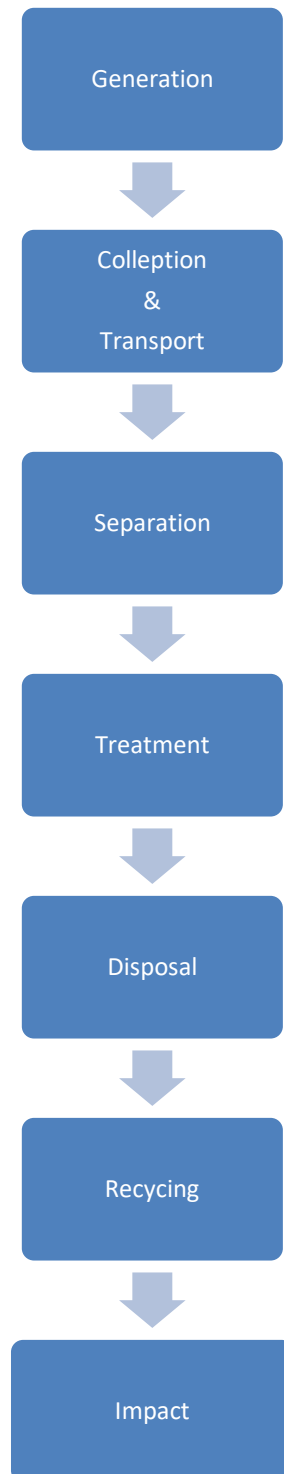 Generation
Colleption
&
Transport
Separation
Treatment
Disposal
Recycing
Impact